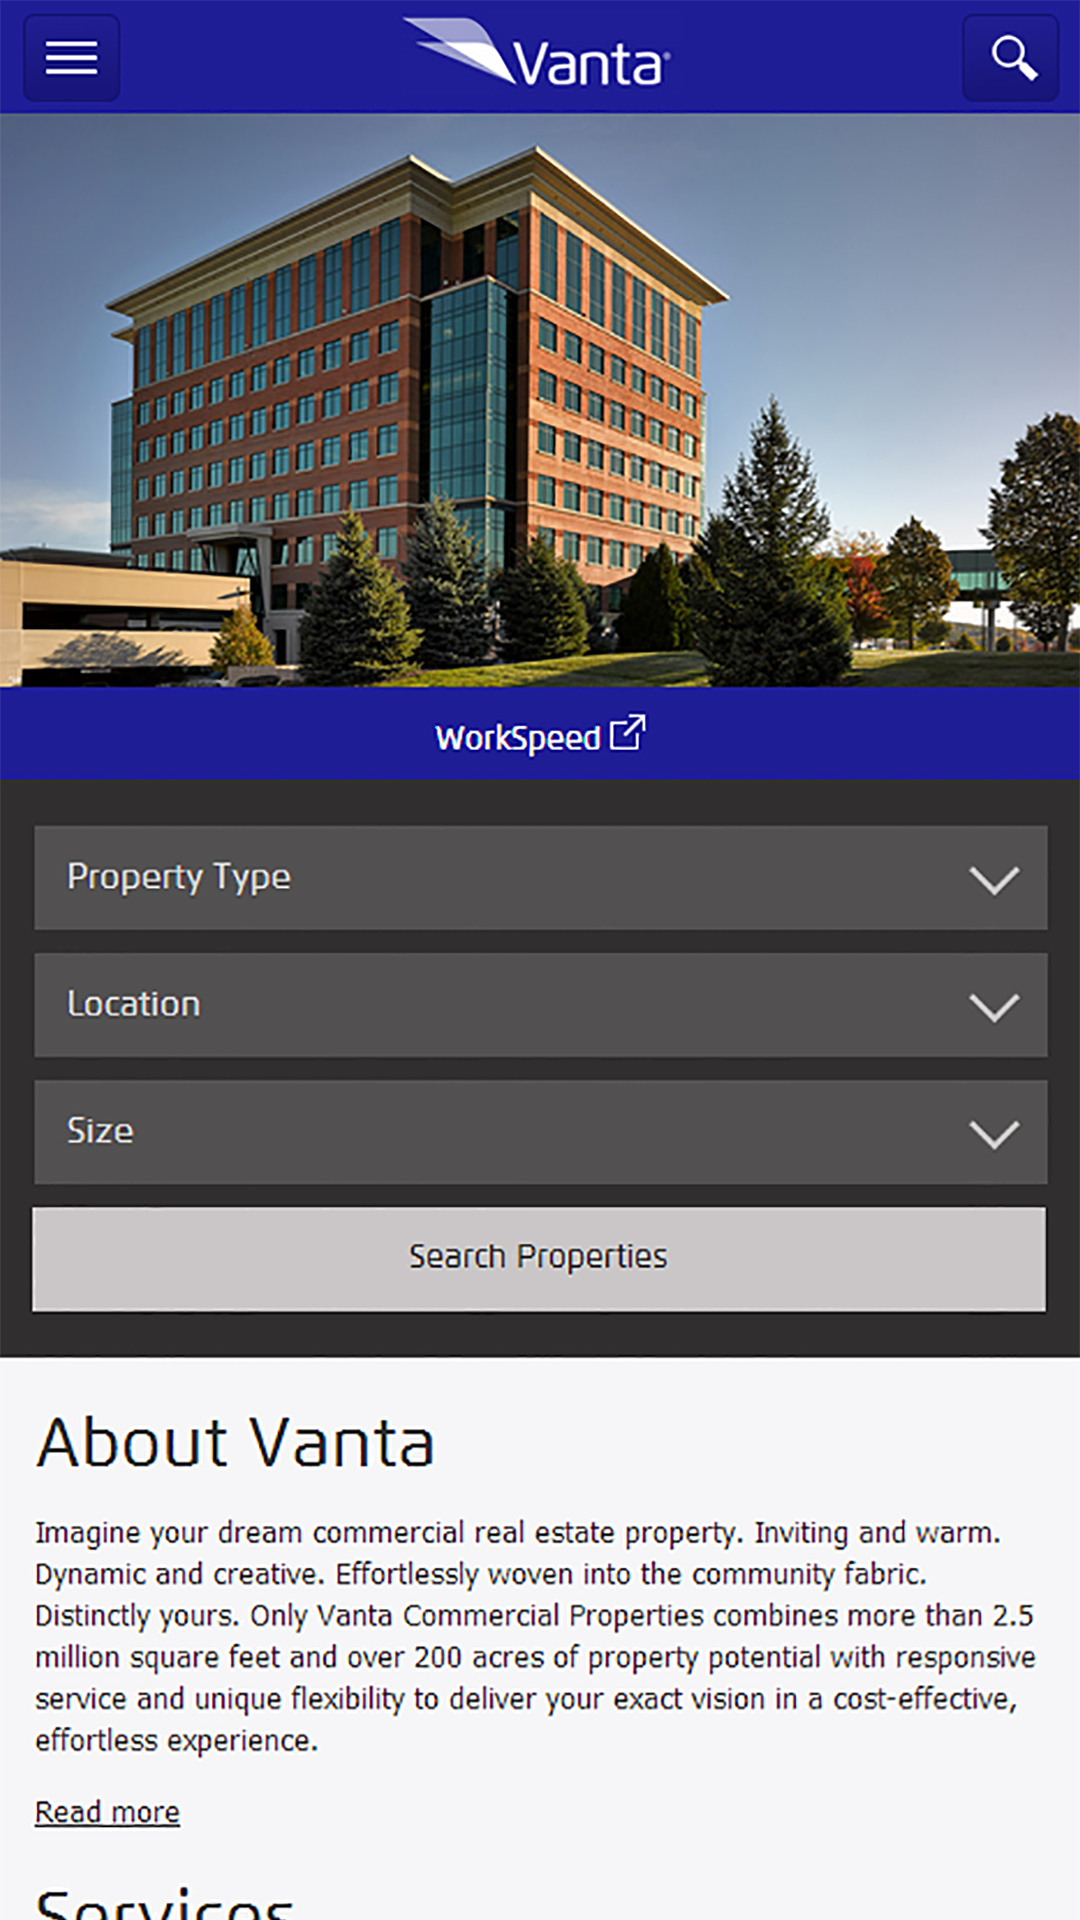 Vanta®
WorkSpeed
Property Type
Location
Size
Search Properties
About Vanta
Imagine your dream commercial real estate property. Inviting and warm.
Dynamic and creative. Effortlessly woven into the community fabric.
Distinctly yours. Only Vanta Commercial Properties combines more than 2.5
million square feet and over 200 acres of property potential with responsive
service and unique flexibility to deliver your exact vision in a cost-effective,
effortless experience.
Read more
Services